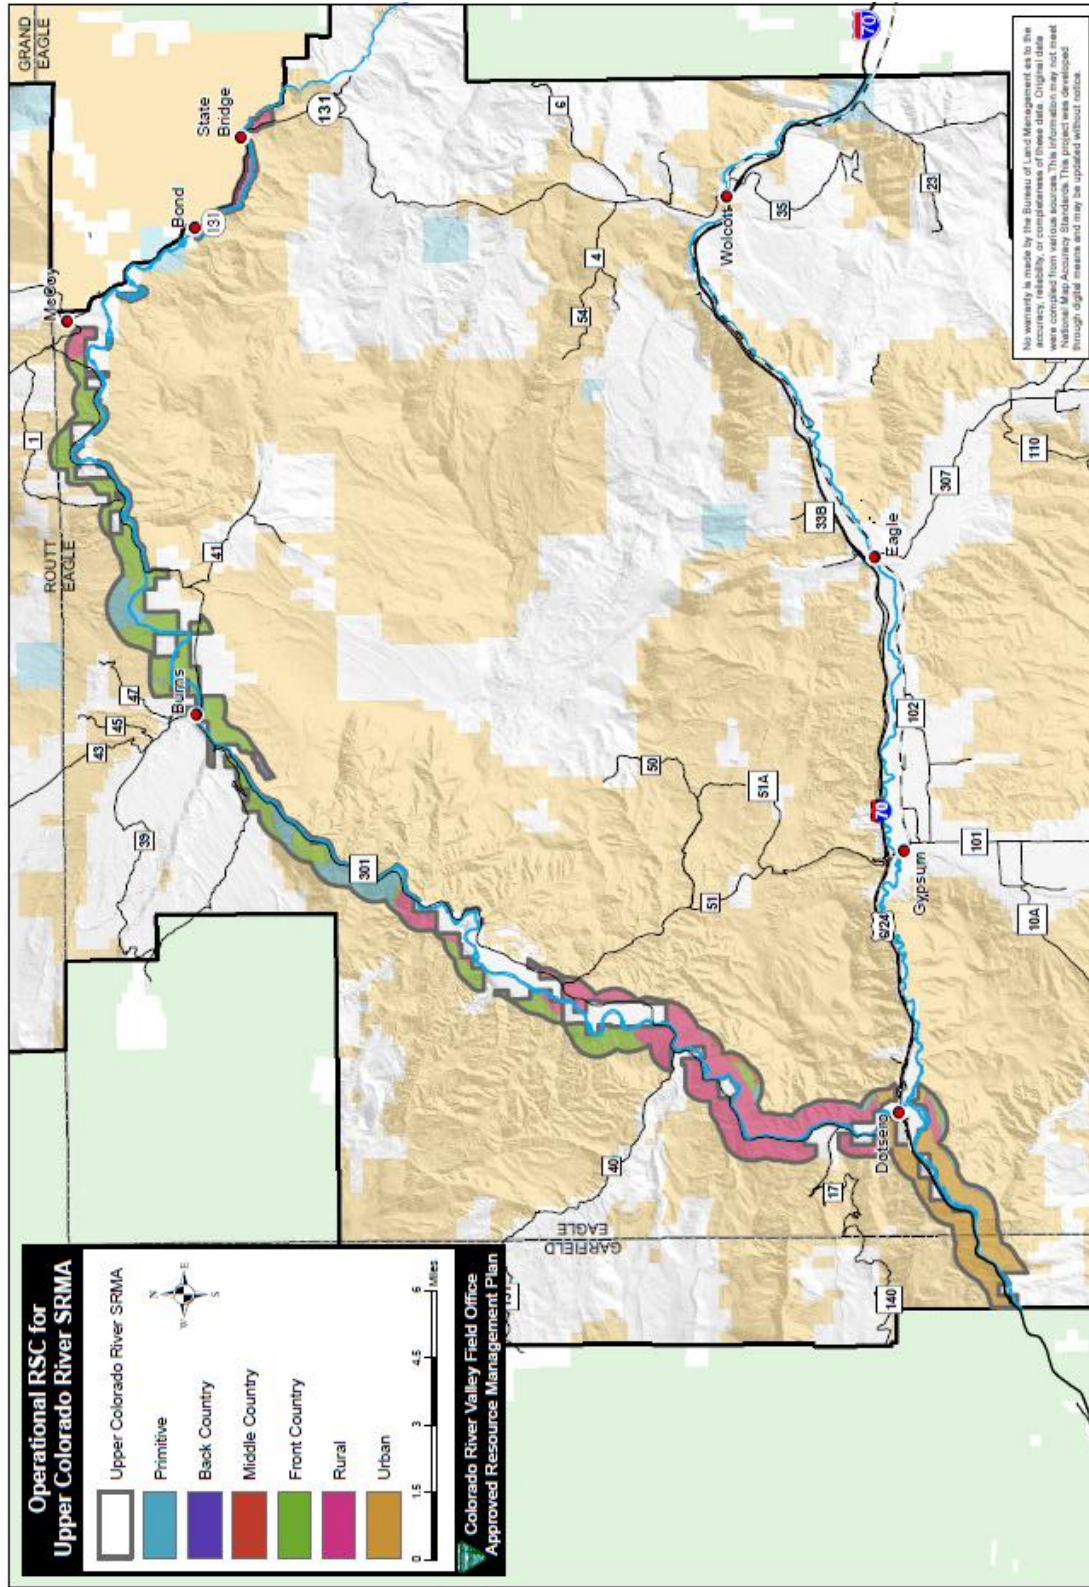 Operational RSC for
Upper Colorado River SRMA
Upper Colorado River SRMA
Primitive
Back Country
Middle Country
Front Country
Rural
Urban
N
W
E
S
0
1.5
3
4.5
6
Miles
Colorado River Valley Field Office
Approved Resource Management Plan
GRAND
EAGLE
ROUTT
EAGLE
GARFIELD
EAGLE
McCoy
Bond
State
Bridge
Burns
Wolcott
Eagle
Gypsum
Dotsero
1
131
131
6
4
54
35
23
70
41
43
45
47
39
301
50
51A
51
33B
307
110
102
70
101
10A
6/24
40
17
140
No warranty is made by the Bureau of Land Management as to the
accuracy, reliability, or completeness of these data. Original data
were compiled from various sources. This information may not meet
National Map Accuracy Standards. This project was developed
through digital means and may be updated without notice.